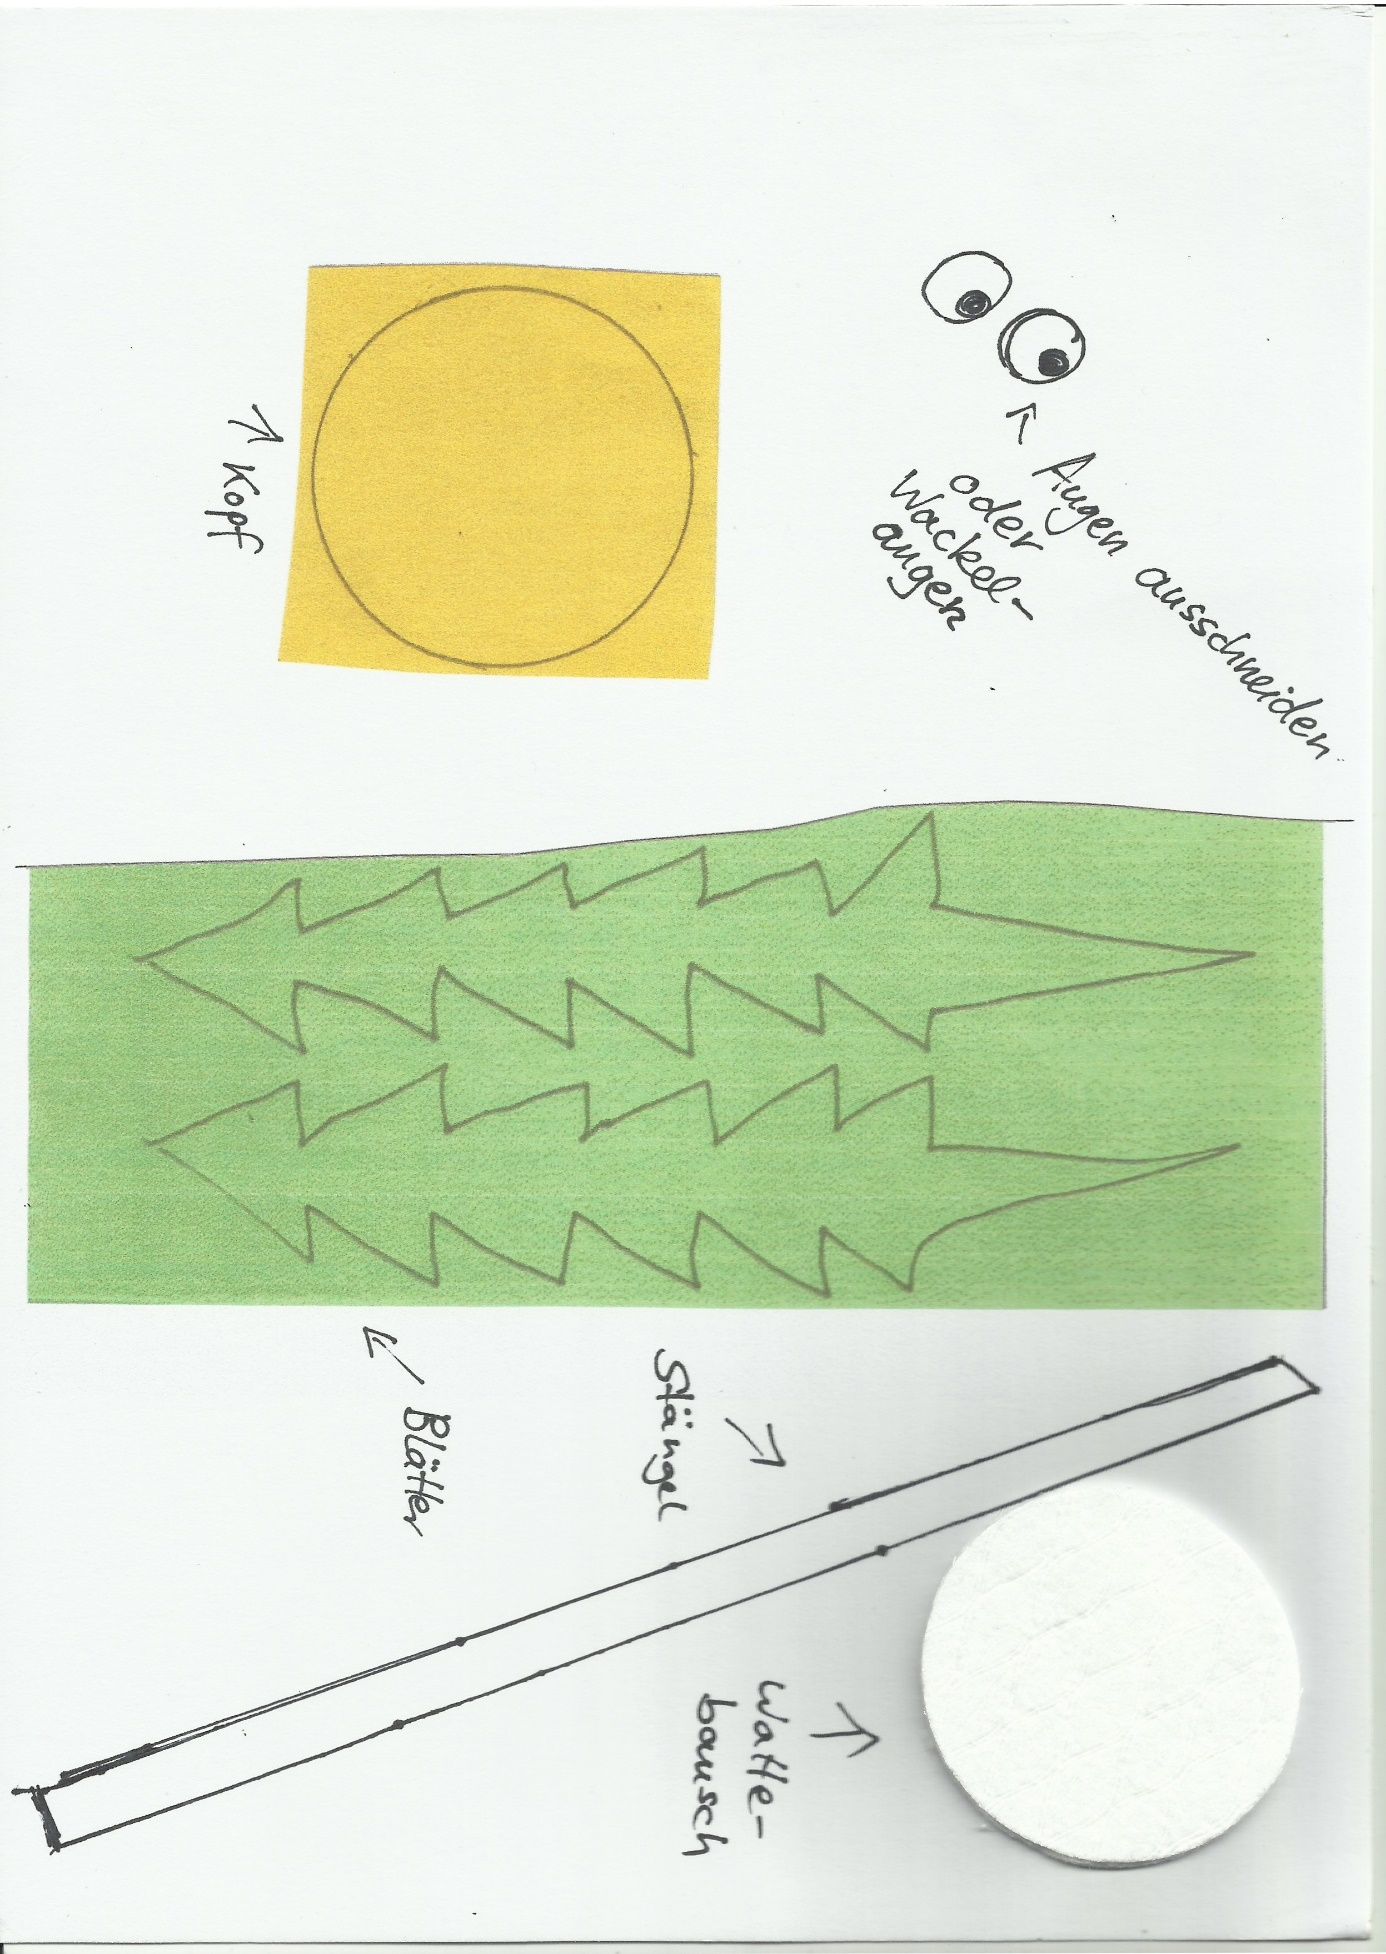 Augen ausschneiden
oder
Wackel-
augen
Kopf
Stängel
Blätter
Watte-
bausch